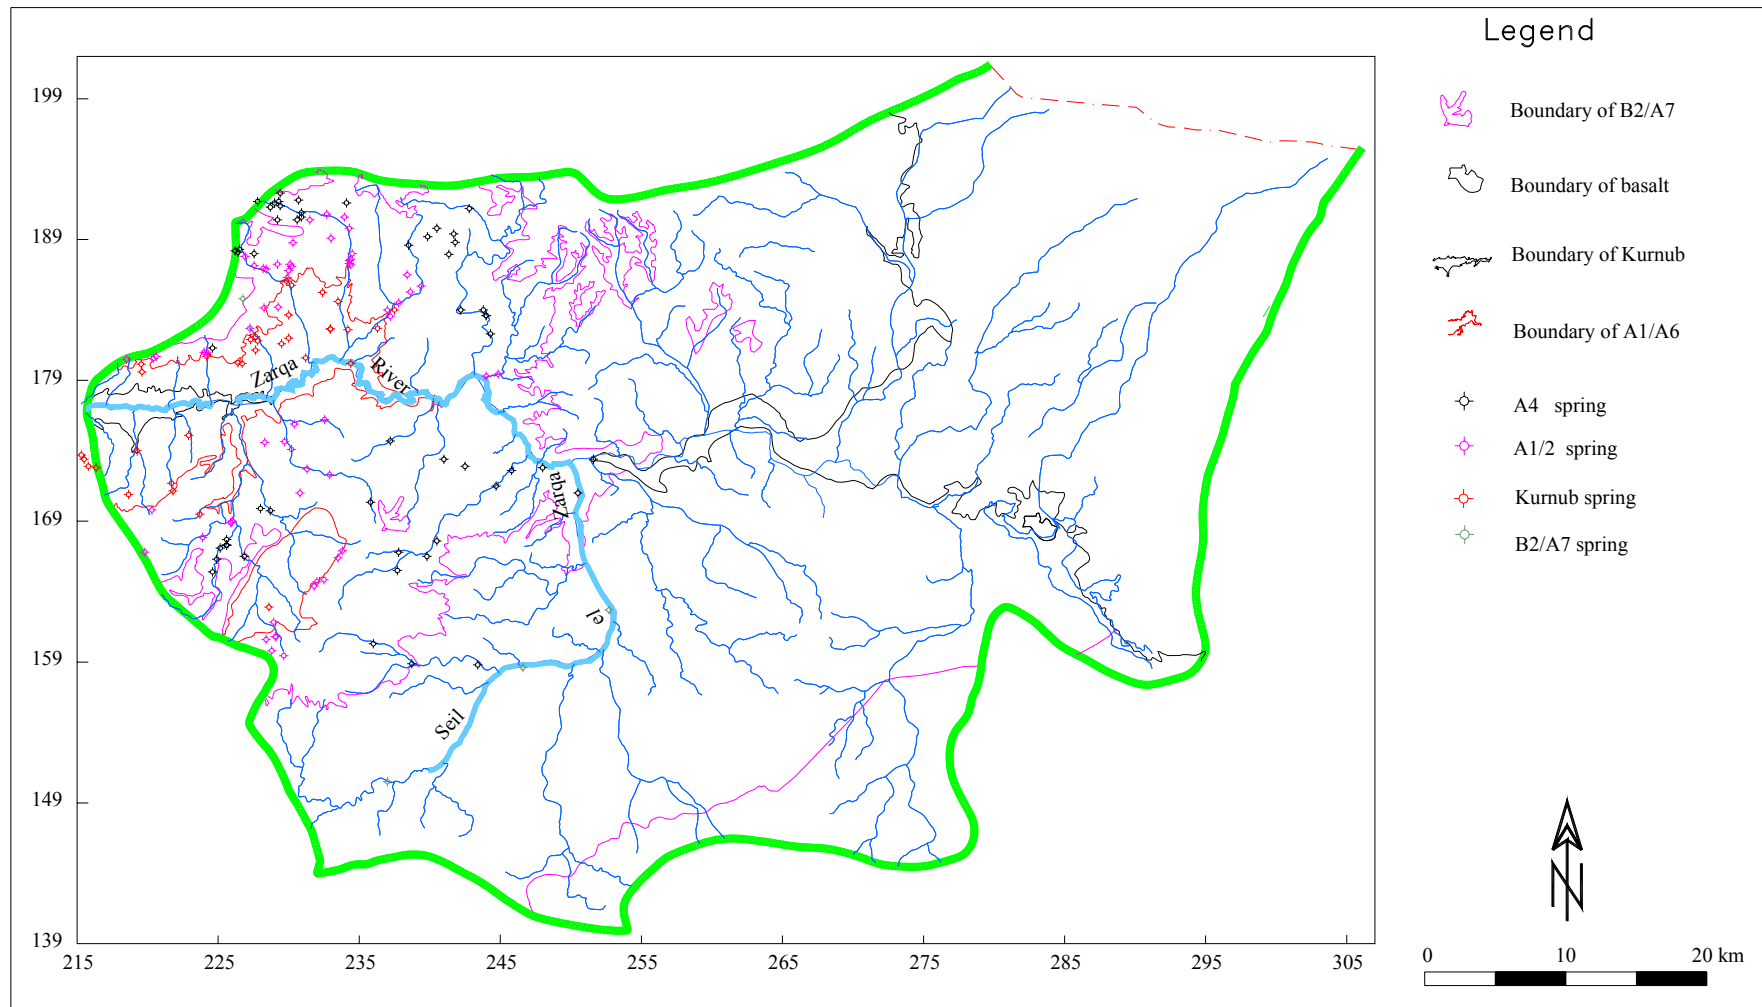 Legend
Boundary of B2/A7
Boundary of basalt
Boundary of Kurnub
Boundary of A1/A6
A4 spring
A1/2 spring
Kurnub spring
B2/A7 spring
199
189
179
169
159
149
139
215 225 235 245 255 265 275 285 295 305
Zarqa River
Zarqa
el
Seil
N
0 10 20 km